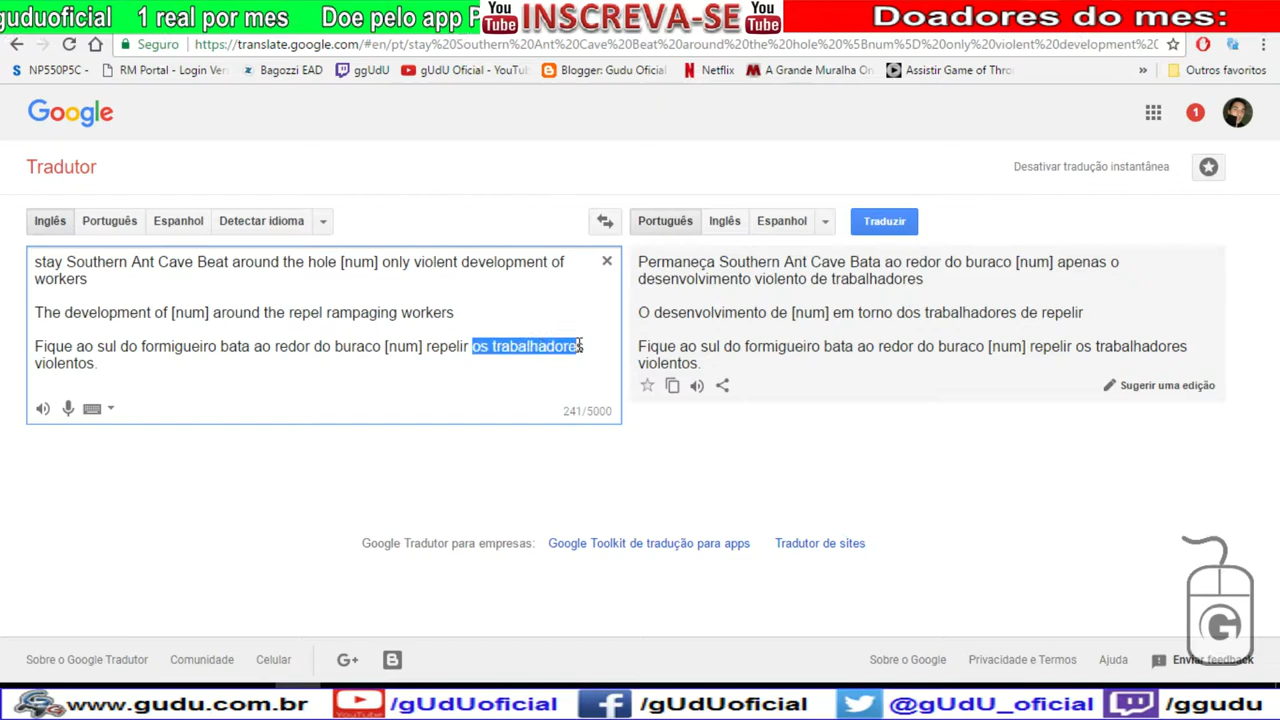 guduoficial 1 real por mes Doe pelo app P
You Tube INSCREVA-SE You Tube
Doadores do mes:
Seguro https://translate.google.com/#en/pt/stay%20Southern%20Ant%20Cave%20Beat%20around%20the%20hole%20%5Bnum%5D%20only%20violent%20development%20
NP550P5C - RM Portal - Login Ver Bagozzi EAD ggUdU gUdU Oficial - YouTu Blogger: Gudu Oficial Netflix A Grande Muralha On Assistir Game of Thro » Outros favoritos
Google 1
Tradutor Desativar tradução instantânea
Inglês Português Espanhol Detectar idioma Português Inglês Espanhol Traduzir
stay Southern Ant Cave Beat around the hole [num] only violent development of
workers
The development of [num] around the repel rampaging workers
Fique ao sul do formigueiro bata ao redor do buraco [num] repelir os trabalhadores
violentos.
241/5000
Permaneça Southern Ant Cave Bata ao redor do buraco [num] apenas o
desenvolvimento violento de trabalhadores
O desenvolvimento de [num] em torno dos trabalhadores de repelir
Fique ao sul do formigueiro bata ao redor do buraco [num] repelir os trabalhadores
violentos.
Sugerir uma edição
Google Tradutor para empresas: Google Toolkit de tradução para apps Tradutor de sites
G
Sobre o Google Tradutor Comunidade Celular G+ Sobre o Google Privacidade e Termos Ajuda Enviar feedback
www.gudu.com.br YouTube /gUdUoficial /gUdUoficial @gUdU_oficial /ggudu